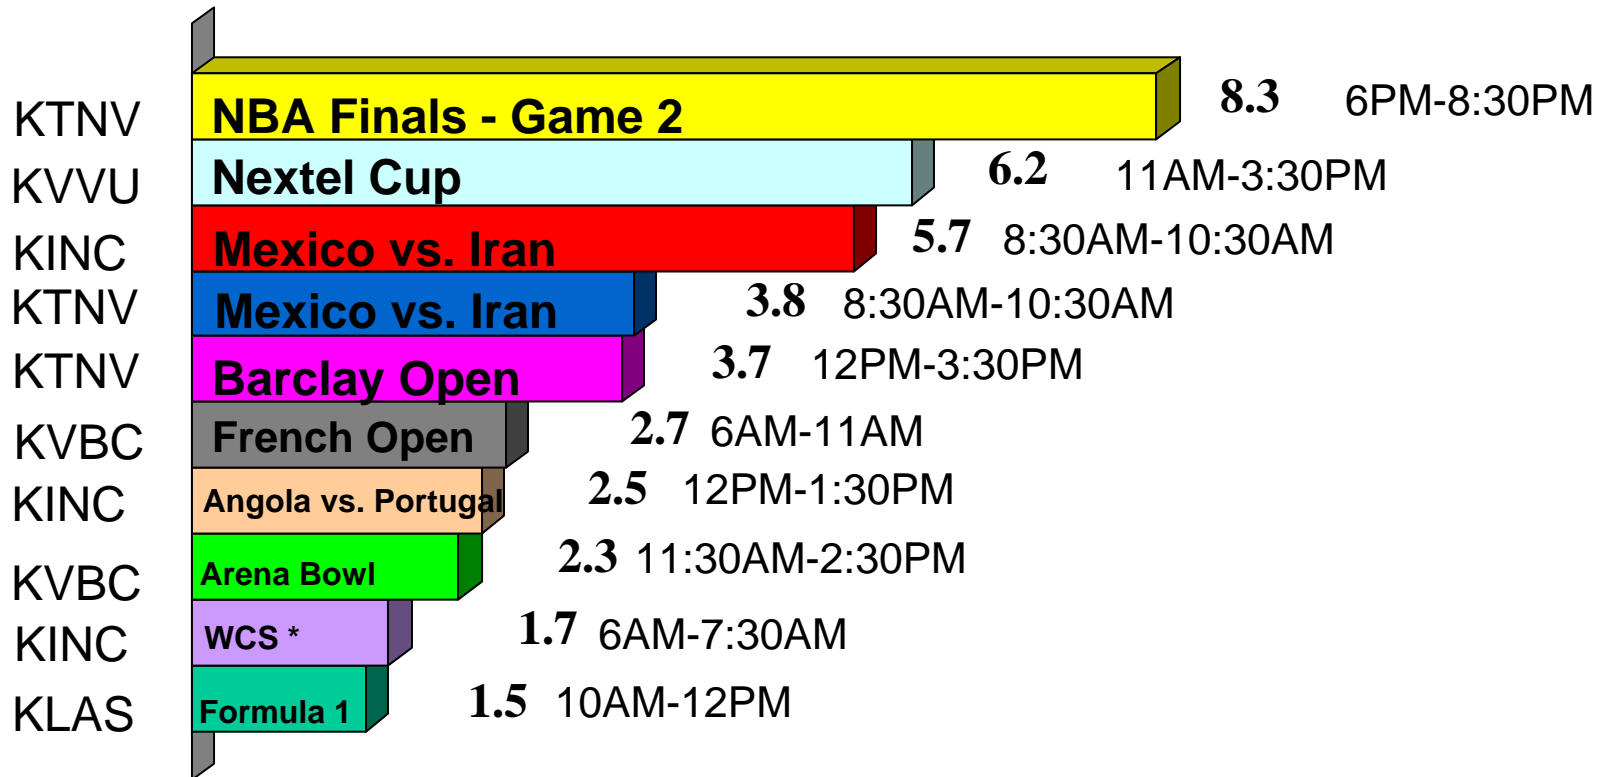 KTNV NBA Finals - Game 2 8.3 6PM-8:30PM
KVVU Nextel Cup 6.2 11AM-3:30PM
KINC Mexico vs. Iran 5.7 8:30AM-10:30AM
KTNV Mexico vs. Iran 3.8 8:30AM-10:30AM
KTNV Barclay Open 3.7 12PM-3:30PM
KVBC French Open 2.7 6AM-11AM
KINC Angola vs. Portugal 2.5 12PM-1:30PM
KVBC Arena Bowl 2.3 11:30AM-2:30PM
KINC WCS * 1.7 6AM-7:30AM
KLAS Formula 1 1.5 10AM-12PM